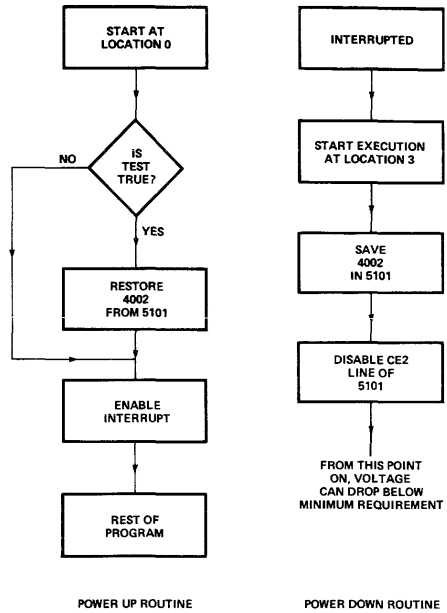 START AT
LOCATION 0
IS
TEST
TRUE?
NO
YES
RESTORE
4002
FROM 5101
ENABLE
INTERRUPT
REST OF
PROGRAM
POWER UP ROUTINE
INTERRUPTED
START EXECUTION
AT LOCATION 3
SAVE
4002
IN 5101
DISABLE CE2
LINE OF
5101
FROM THIS POINT
ON, VOLTAGE
CAN DROP BELOW
MINIMUM REQUIREMENT
POWER DOWN ROUTINE